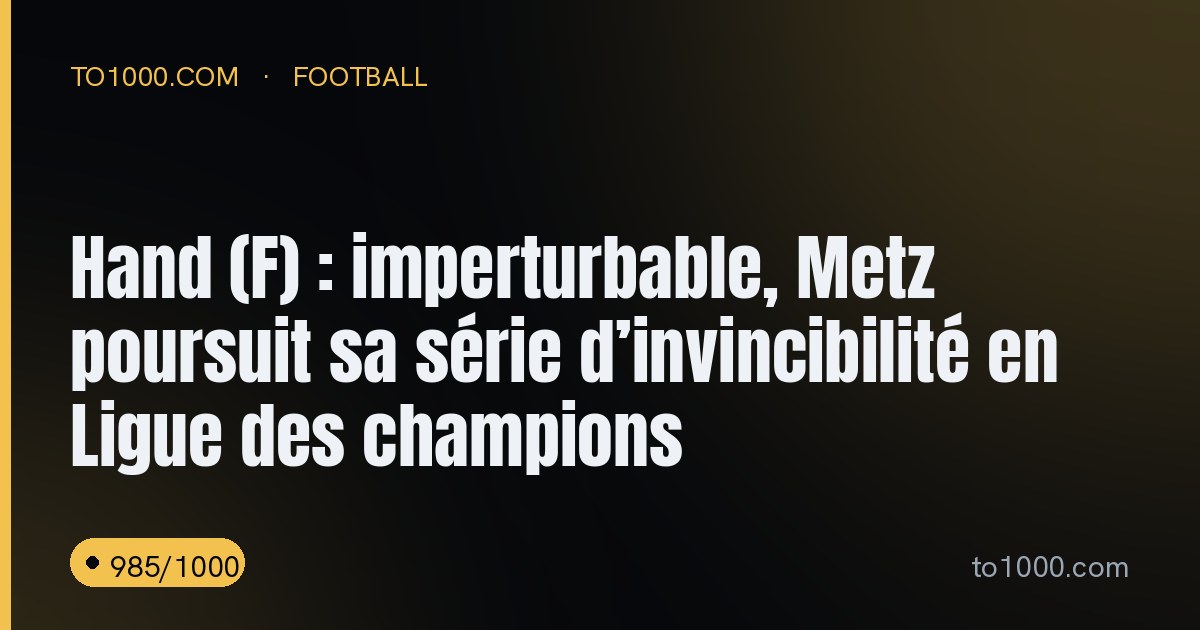 TO1000.COM · FOOTBALL
Hand (F) : imperturbable, Metz
poursuit sa série d’invincibilité en
Ligue des champions
985/1000
to1000.com